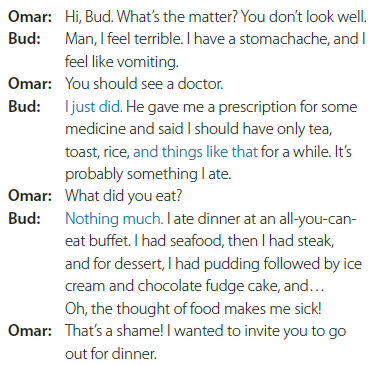 Omar: Hi, Bud. What's the matter? You don't look well.
Bud: Man, I feel terrible. I have a stomachache, and I
feel like vomiting.
Omar: You should see a doctor.
Bud: I just did. He gave me a prescription for some
medicine and said I should have only tea,
toast, rice, and things like that for a while. It's
probably something I ate.
Omar: What did you eat?
Bud: Nothing much. I ate dinner at an all-you-can-
eat buffet. I had seafood, then I had steak,
and for dessert, I had pudding followed by ice
cream and chocolate fudge cake, and...
Oh, the thought of food makes me sick!
Omar: That's a shame! I wanted to invite you to go
out for dinner.